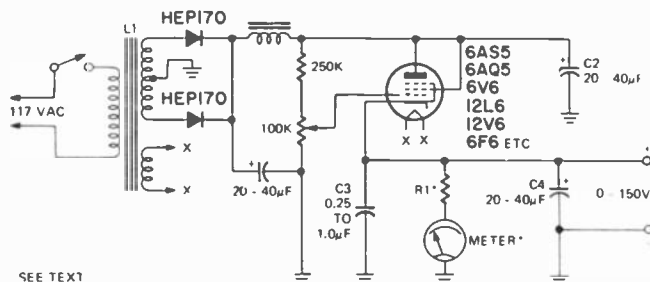 L1
HEP170
HEP170
117 VAC
X
X
20 - 40µF
250K
100K
X X
6AS5
6AQ5
6V6
12L6
12V6
6F6 ETC
+
C2
20 40µF
C3
0.25
TO
1.0µF
R1*
METER*
C4
20 - 40µF
+
+
0 - 150V
SEE TEXT